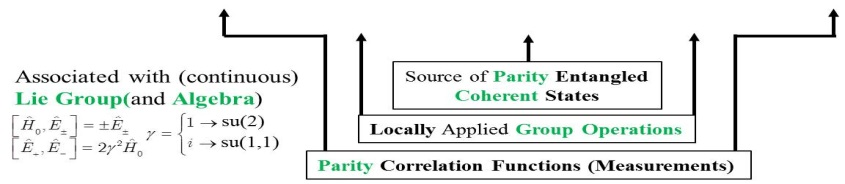 Associated with (continuous)
Lie Group(and Algebra)
[Ĥ₀, Ê±] = ±Ê±
[Ê₊, Ê₋] = 2γ²Ĥ₀
γ = { 1 → su(2)
i → su(1,1)
Source of Parity Entangled
Coherent States
Locally Applied Group Operations
Parity Correlation Functions (Measurements)